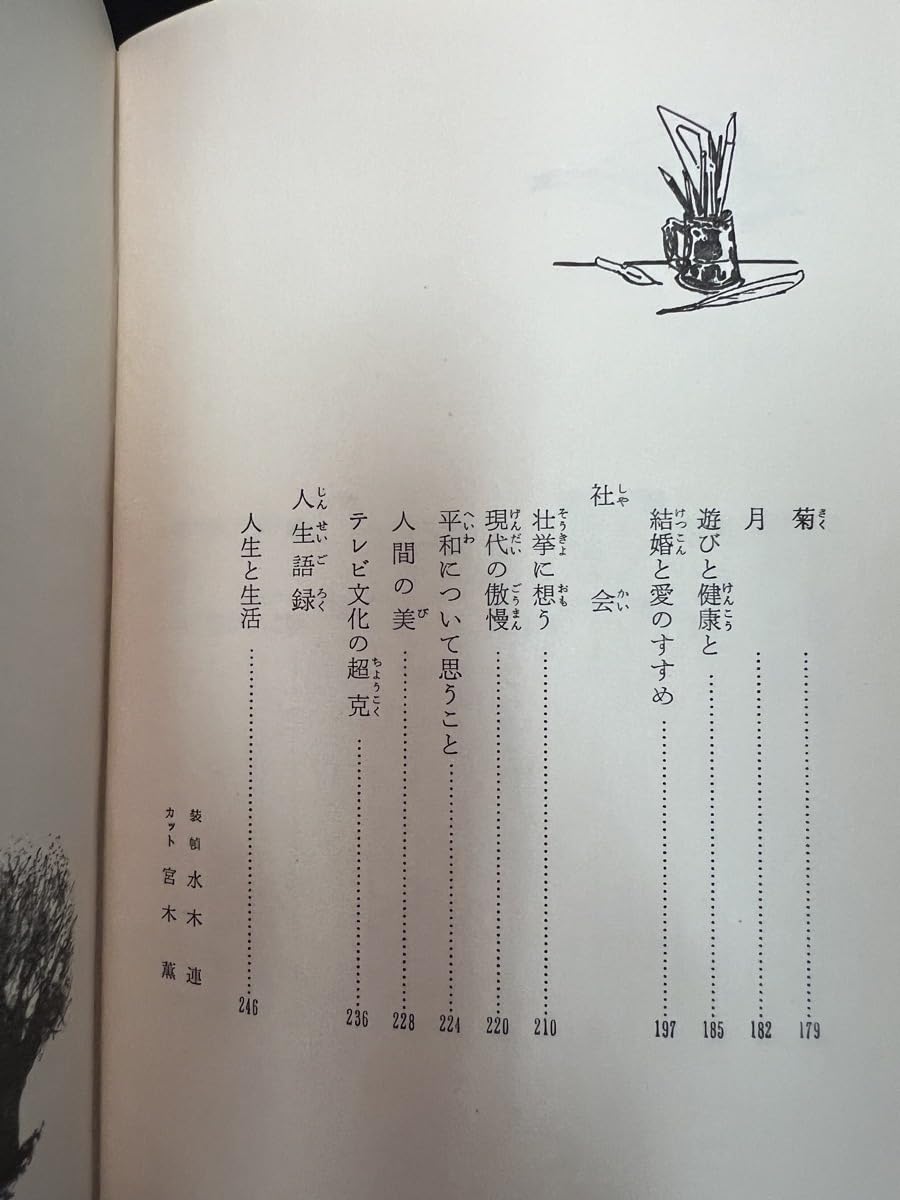 菊 179
月 182
遊びと健康と 185
結婚と愛のすすめ 197
社会
壮挙に想う 210
現代の傲慢 220
平和について思うこと 224
人間の美 228
テレビ文化の超克 236
人生語録
人生と生活 246
装幀 水木連
カット 宮木薫